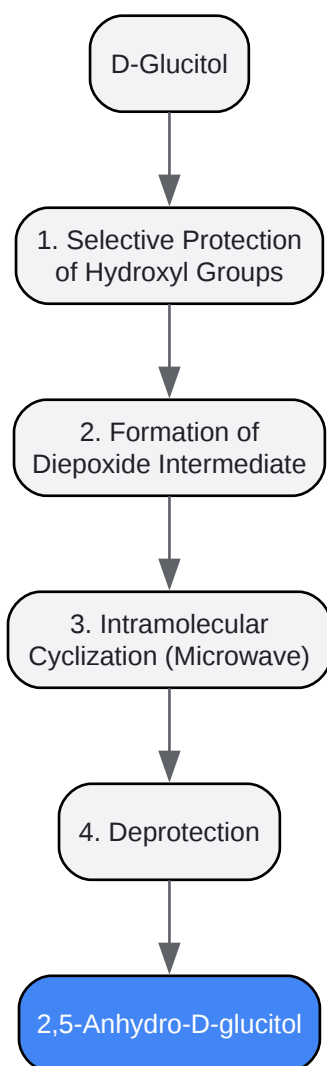 D-Glucitol
1. Selective Protection
of Hydroxyl Groups
2. Formation of
Diepoxide Intermediate
3. Intramolecular
Cyclization (Microwave)
4. Deprotection
2,5-Anhydro-D-glucitol